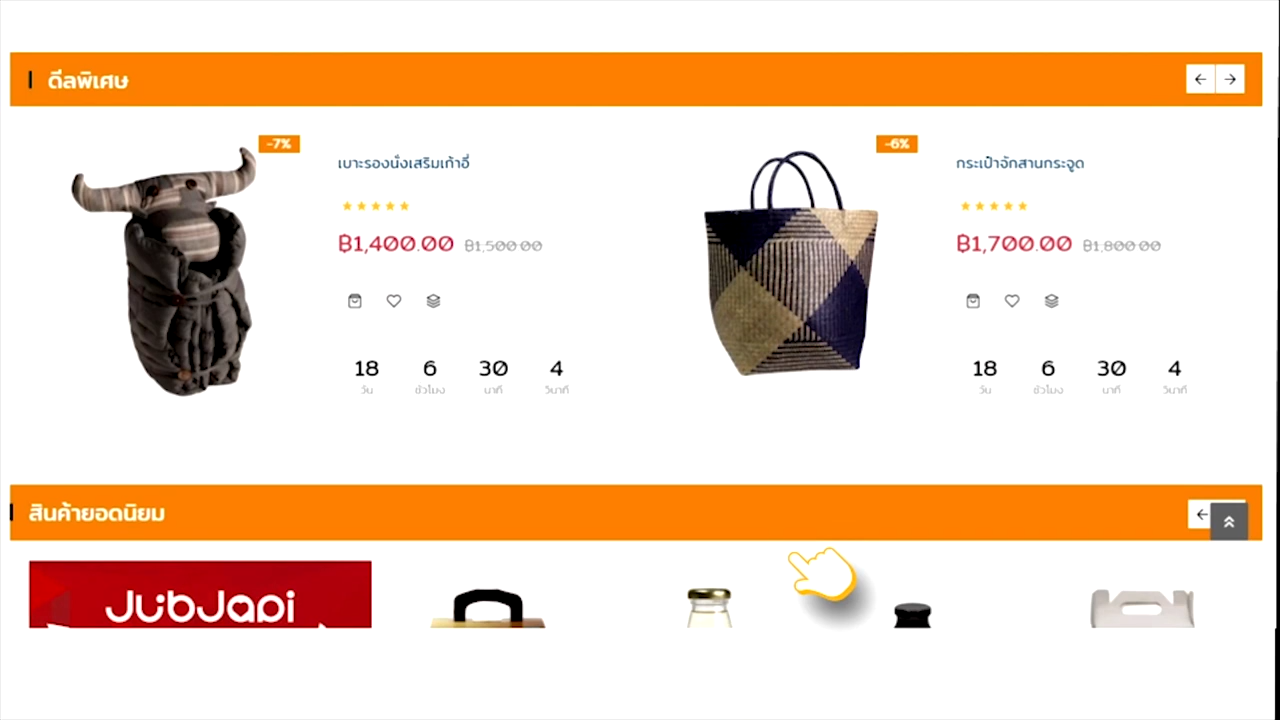 ดีลพิเศษ
-7%
เบาะรองนั่งเสริมเก้าอี้
฿1,400.00 ฿1,500.00
18 6 30 4
วัน ชั่วโมง นาที วินาที
-6%
กระเป๋าจักสานกระจูด
฿1,700.00 ฿1,800.00
18 6 30 4
วัน ชั่วโมง นาที วินาที
สินค้ายอดนิยม
JubJapi